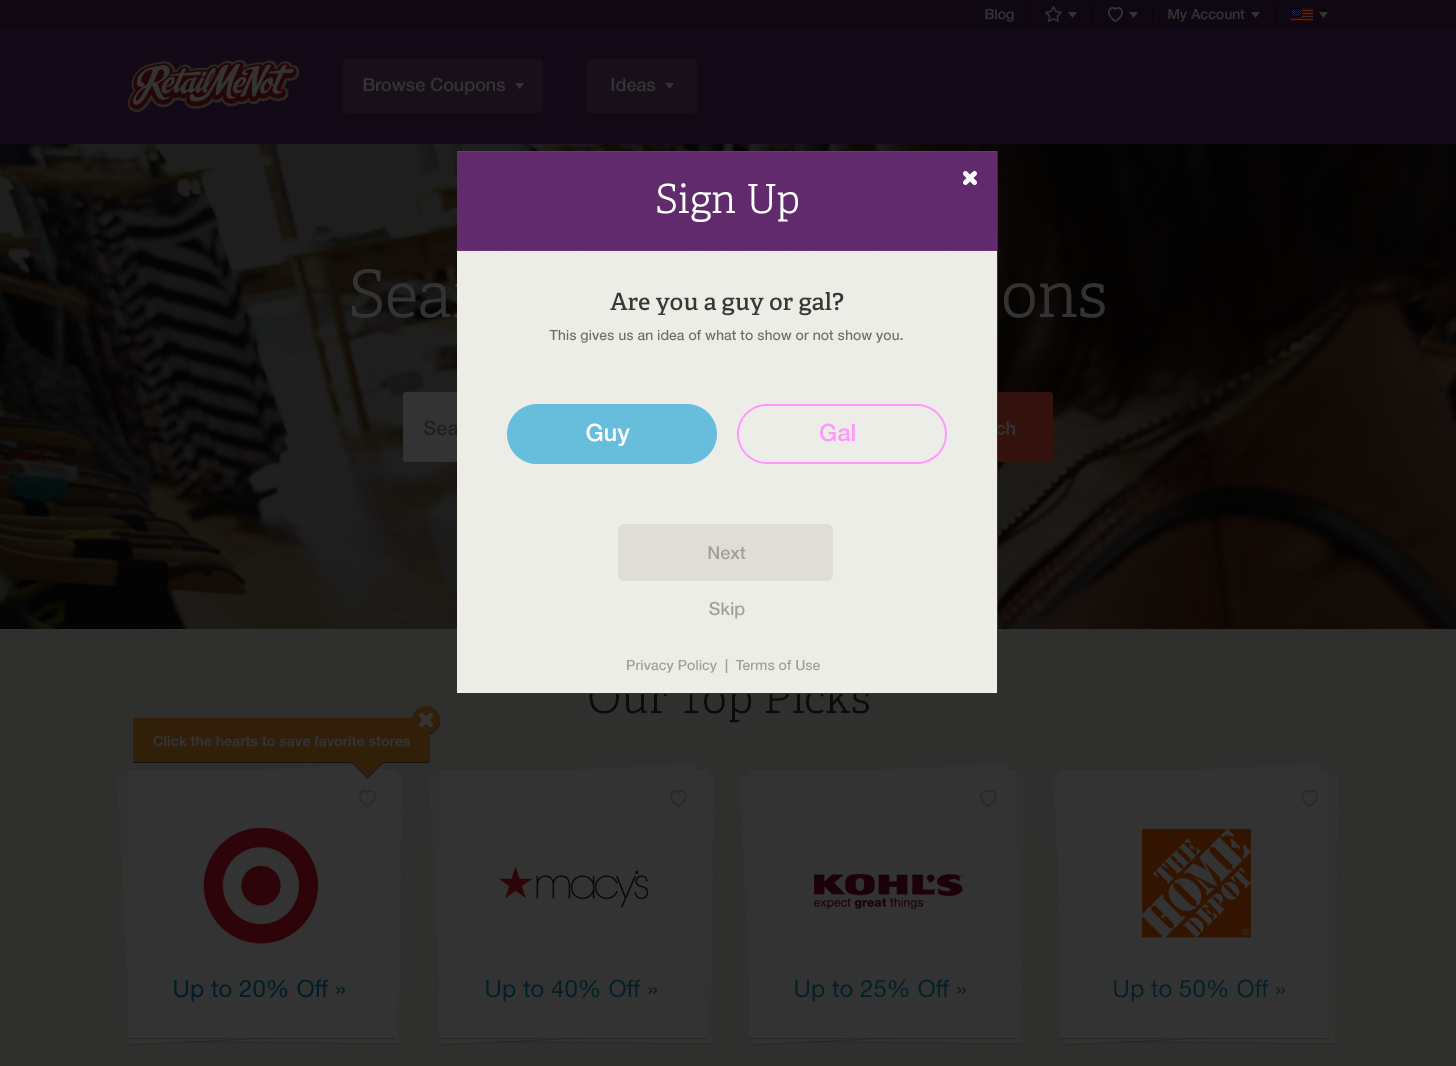 Blog
My Account
RetailMeNot
Browse Coupons
Ideas
Sign Up
Sea
ons
Are you a guy or gal?
This gives us an idea of what to show or not show you.
Sea
ch
Guy
Gal
Next
Skip
Privacy Policy | Terms of Use
Our Top Picks
Click the hearts to save favorite stores
macy's
KOHL'S
expect great things
THE
HOME
DEPOT
Up to 20% Off »
Up to 40% Off »
Up to 25% Off »
Up to 50% Off »